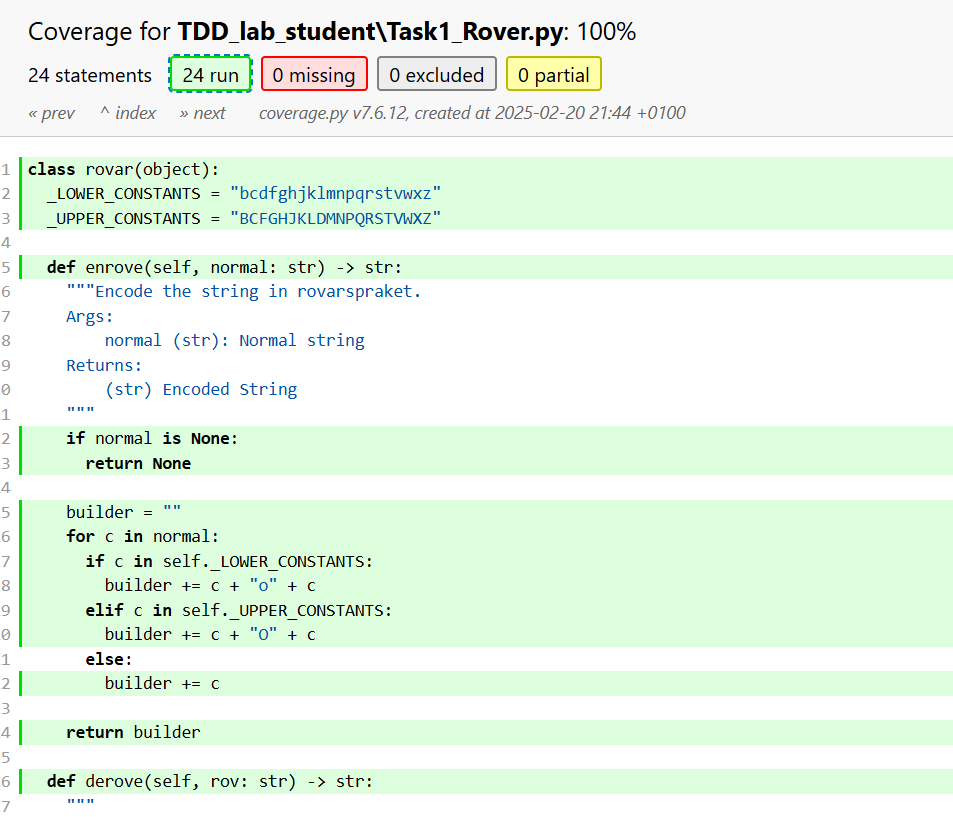 Coverage for TDD_lab_student\Task1_Rover.py: 100%
24 statements 24 run 0 missing 0 excluded 0 partial
« prev ^ index » next coverage.py v7.6.12, created at 2025-02-20 21:44 +0100
1 class rovar(object):
2 _LOWER_CONSTANTS = "bcdfghjklmnpqrstvwxz"
3 _UPPER_CONSTANTS = "BCFGHJKLDMNPQRSTVWXZ"
4
5 def enrove(self, normal: str) -> str:
6 """Encode the string in rovarspraket.
7 Args:
8 normal (str): Normal string
9 Returns:
0 (str) Encoded String
1 """
2 if normal is None:
3 return None
4
5 builder = ""
6 for c in normal:
7 if c in self._LOWER_CONSTANTS:
8 builder += c + "o" + c
9 elif c in self._UPPER_CONSTANTS:
0 builder += c + "O" + c
1 else:
2 builder += c
3
4 return builder
5
6 def derove(self, rov: str) -> str:
7 """